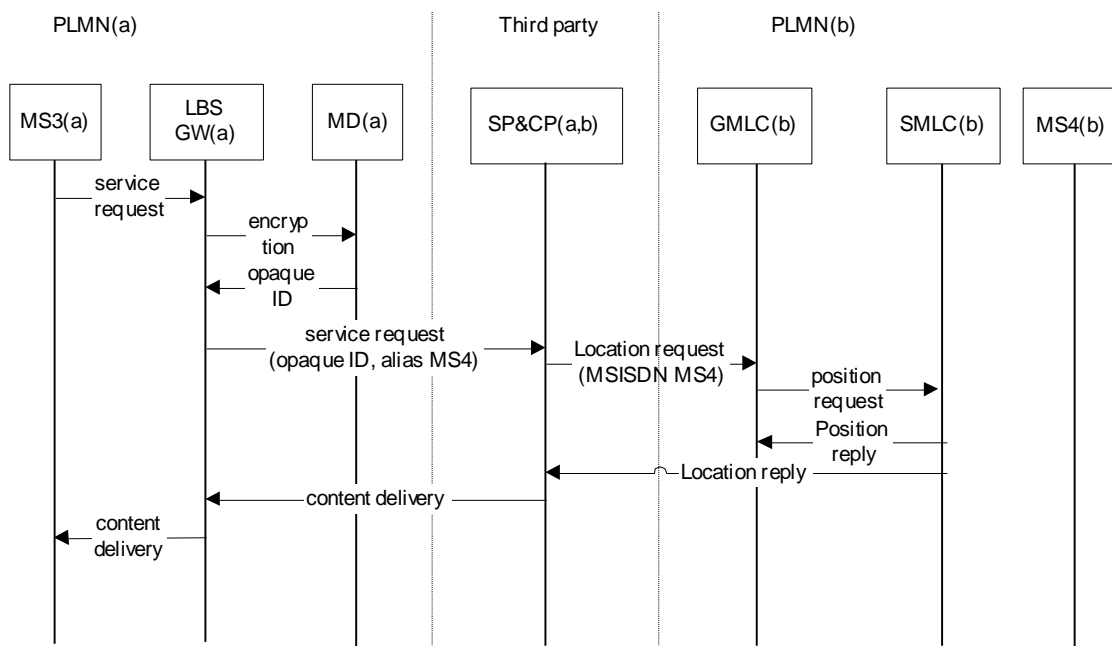 PLMN(a)
Third party
PLMN(b)
MS3(a)
LBS
GW(a)
MD(a)
SP&CP(a,b)
GMLC(b)
SMLC(b)
MS4(b)
service
request
encryp
tion
opaque
ID
service request
(opaque ID, alias MS4)
Location request
(MSISDN MS4)
position
request
Position
reply
Location reply
content delivery
content
delivery